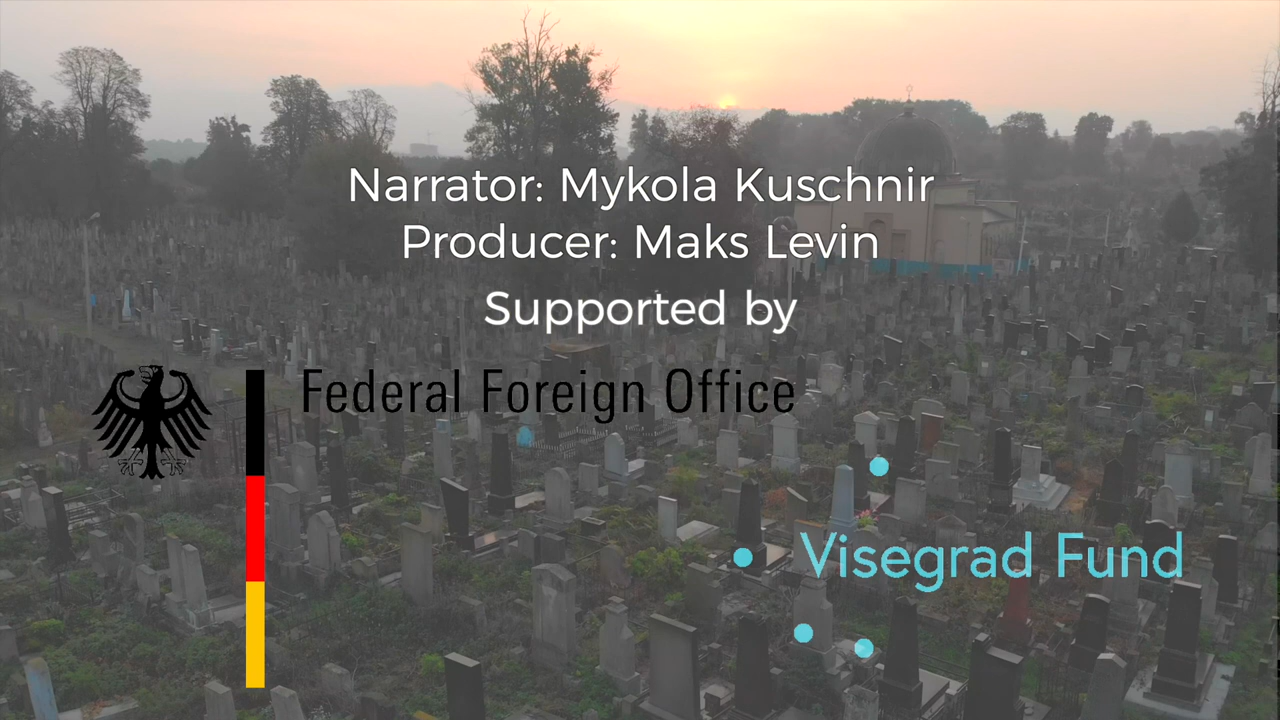 Narrator: Mykola Kuschnir
Producer: Maks Levin
Supported by
Federal Foreign Office
Visegrad Fund